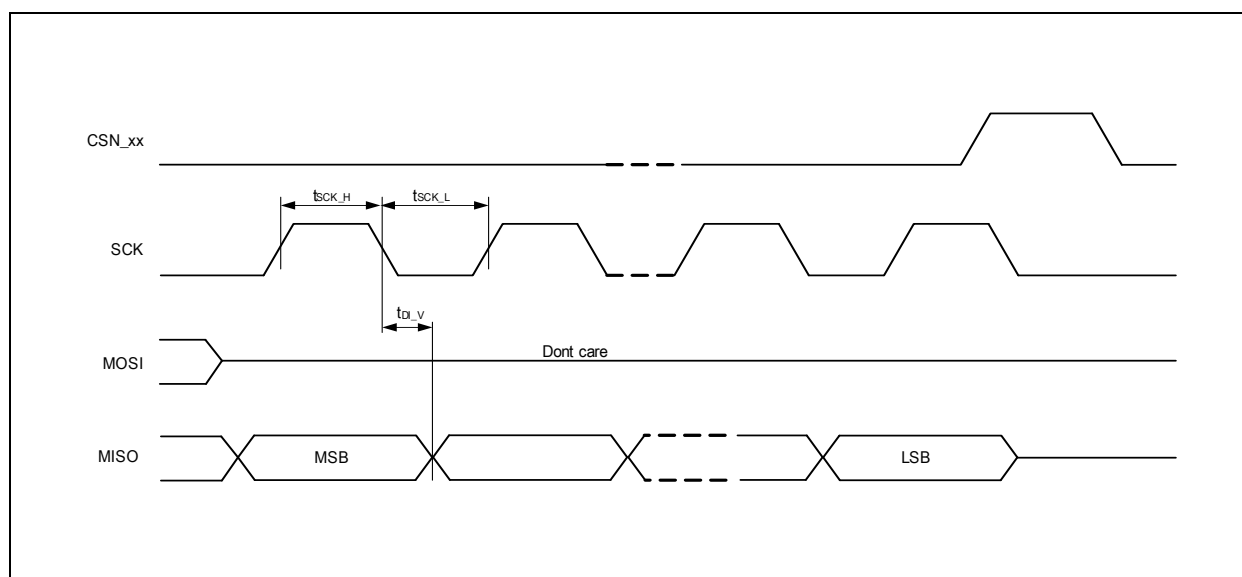 CSN_xx
tSCK_H
tSCK_L
SCK
tDI_V
Dont care
MOSI
MISO
MSB
LSB